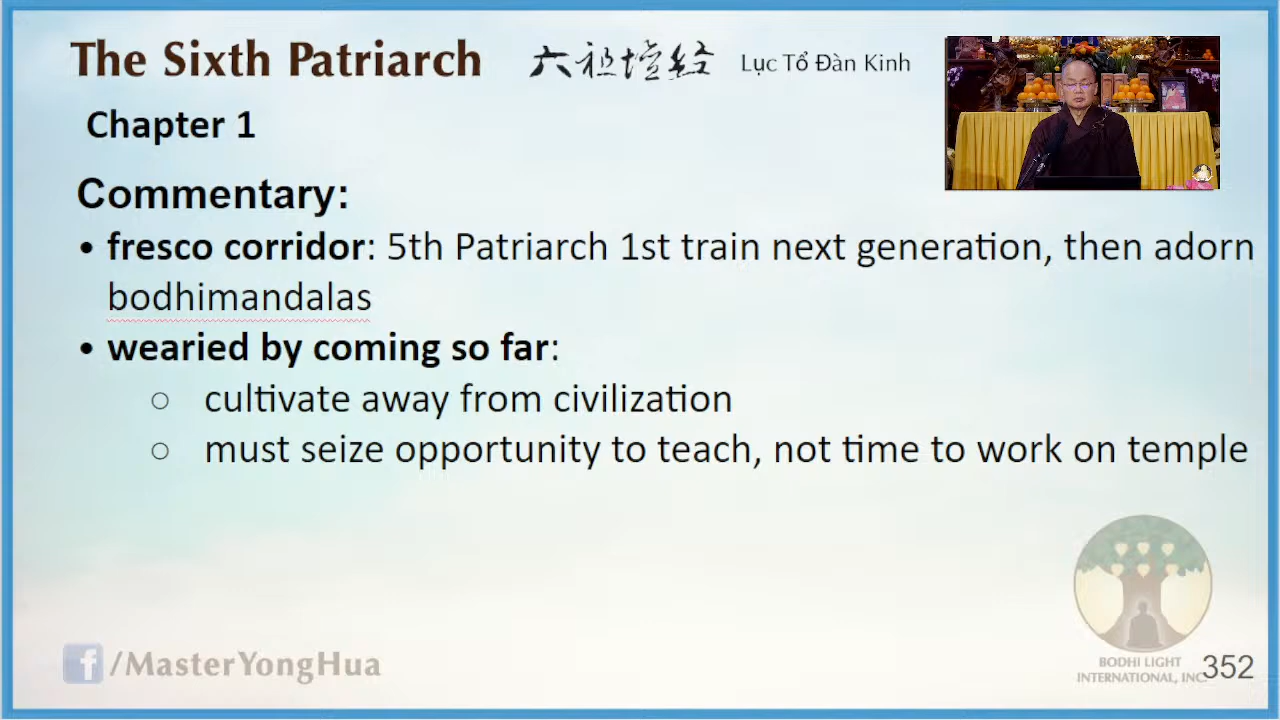 The Sixth Patriarch 六祖壇經 Lục Tổ Đàn Kinh
Chapter 1
Commentary:
• fresco corridor: 5th Patriarch 1st train next generation, then adorn
bodhimandalas
• wearied by coming so far:
○ cultivate away from civilization
○ must seize opportunity to teach, not time to work on temple
f/MasterYongHua
BODHI LIGHT
INTERNATIONAL, INC.
352